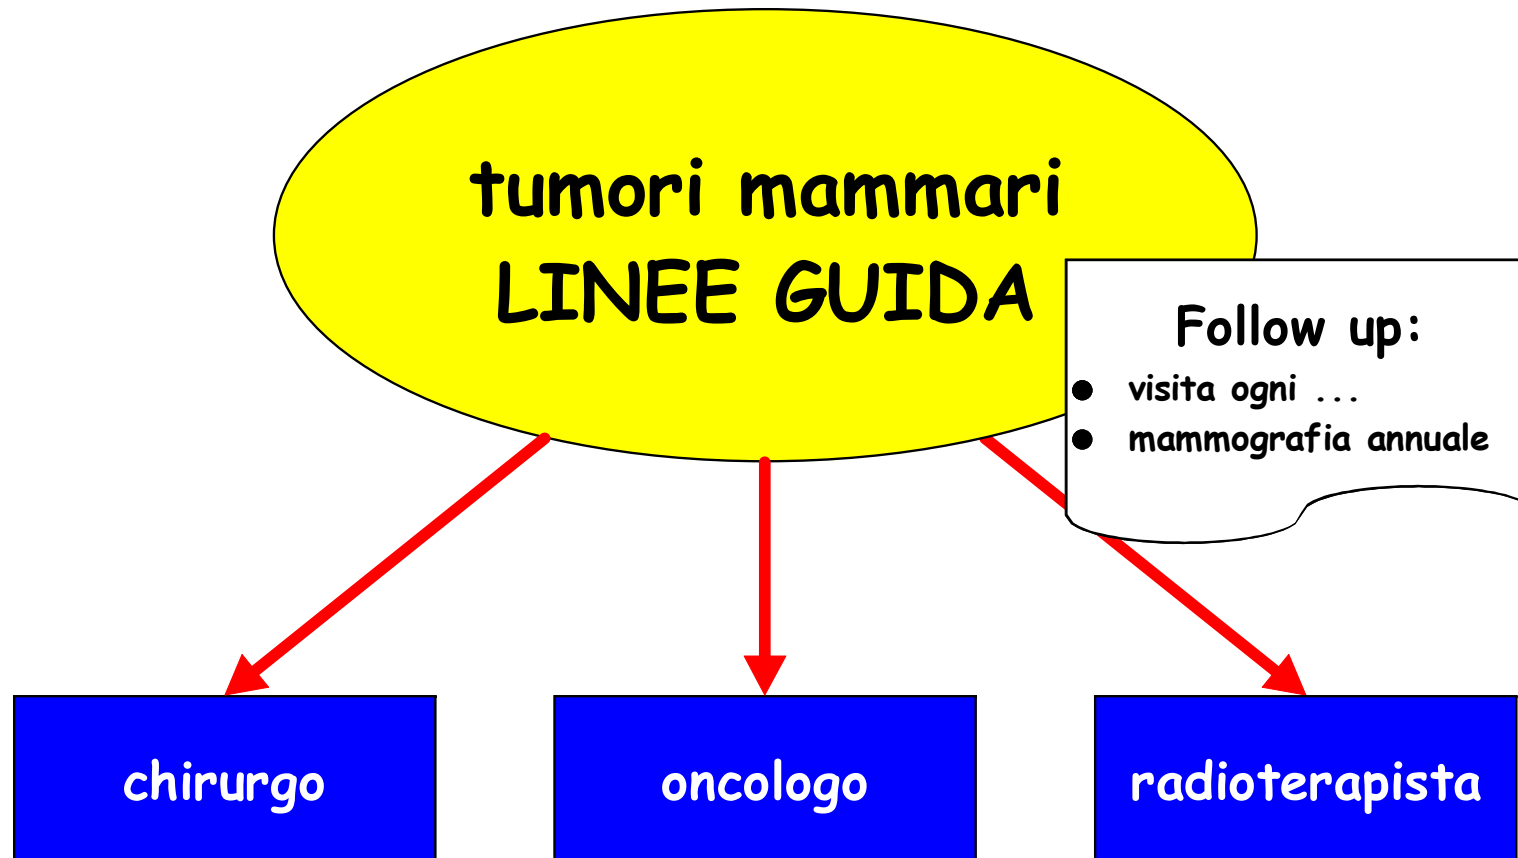 tumori mammari
LINEE GUIDA
Follow up:
● visita ogni ...
● mammografia annuale
chirurgo
oncologo
radioterapista